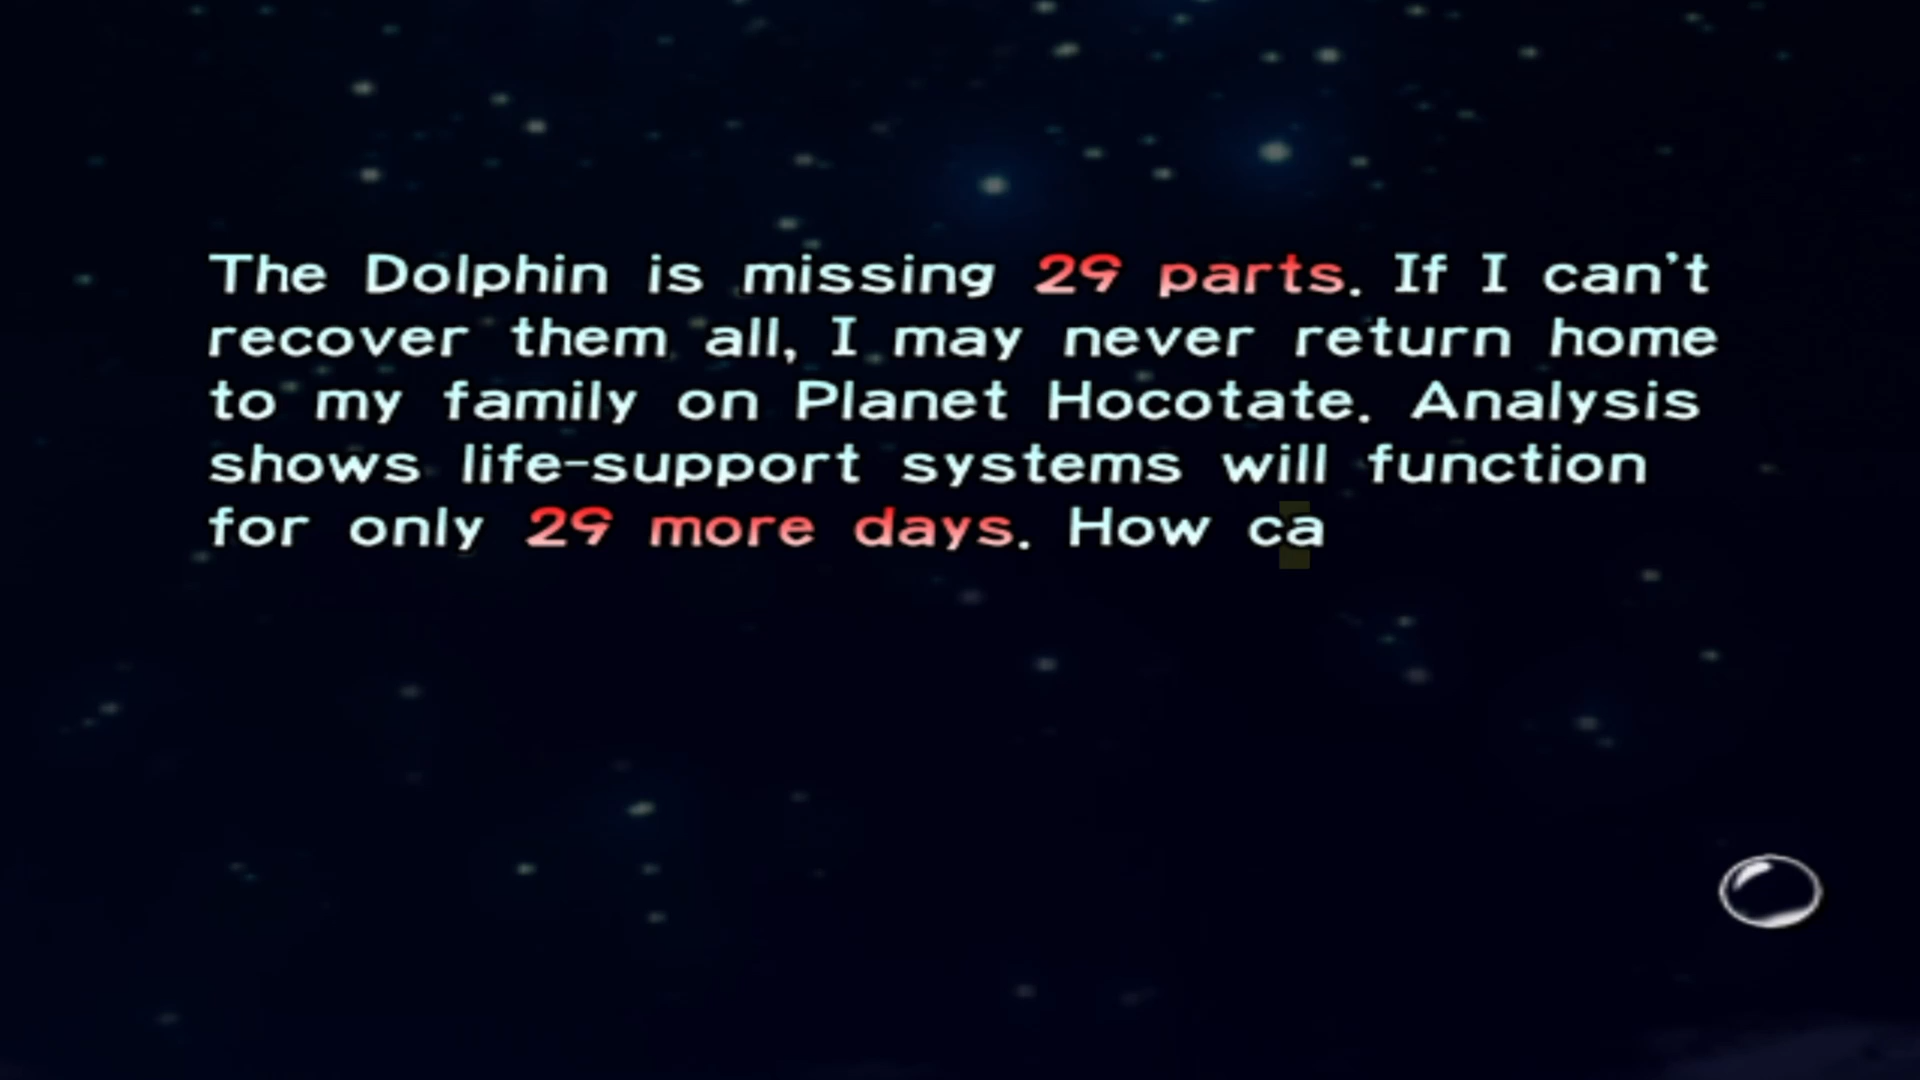 The Dolphin is missing 29 parts. If I can't
recover them all, I may never return home
to my family on Planet Hocotate. Analysis
shows life-support systems will function
for only 29 more days. How ca